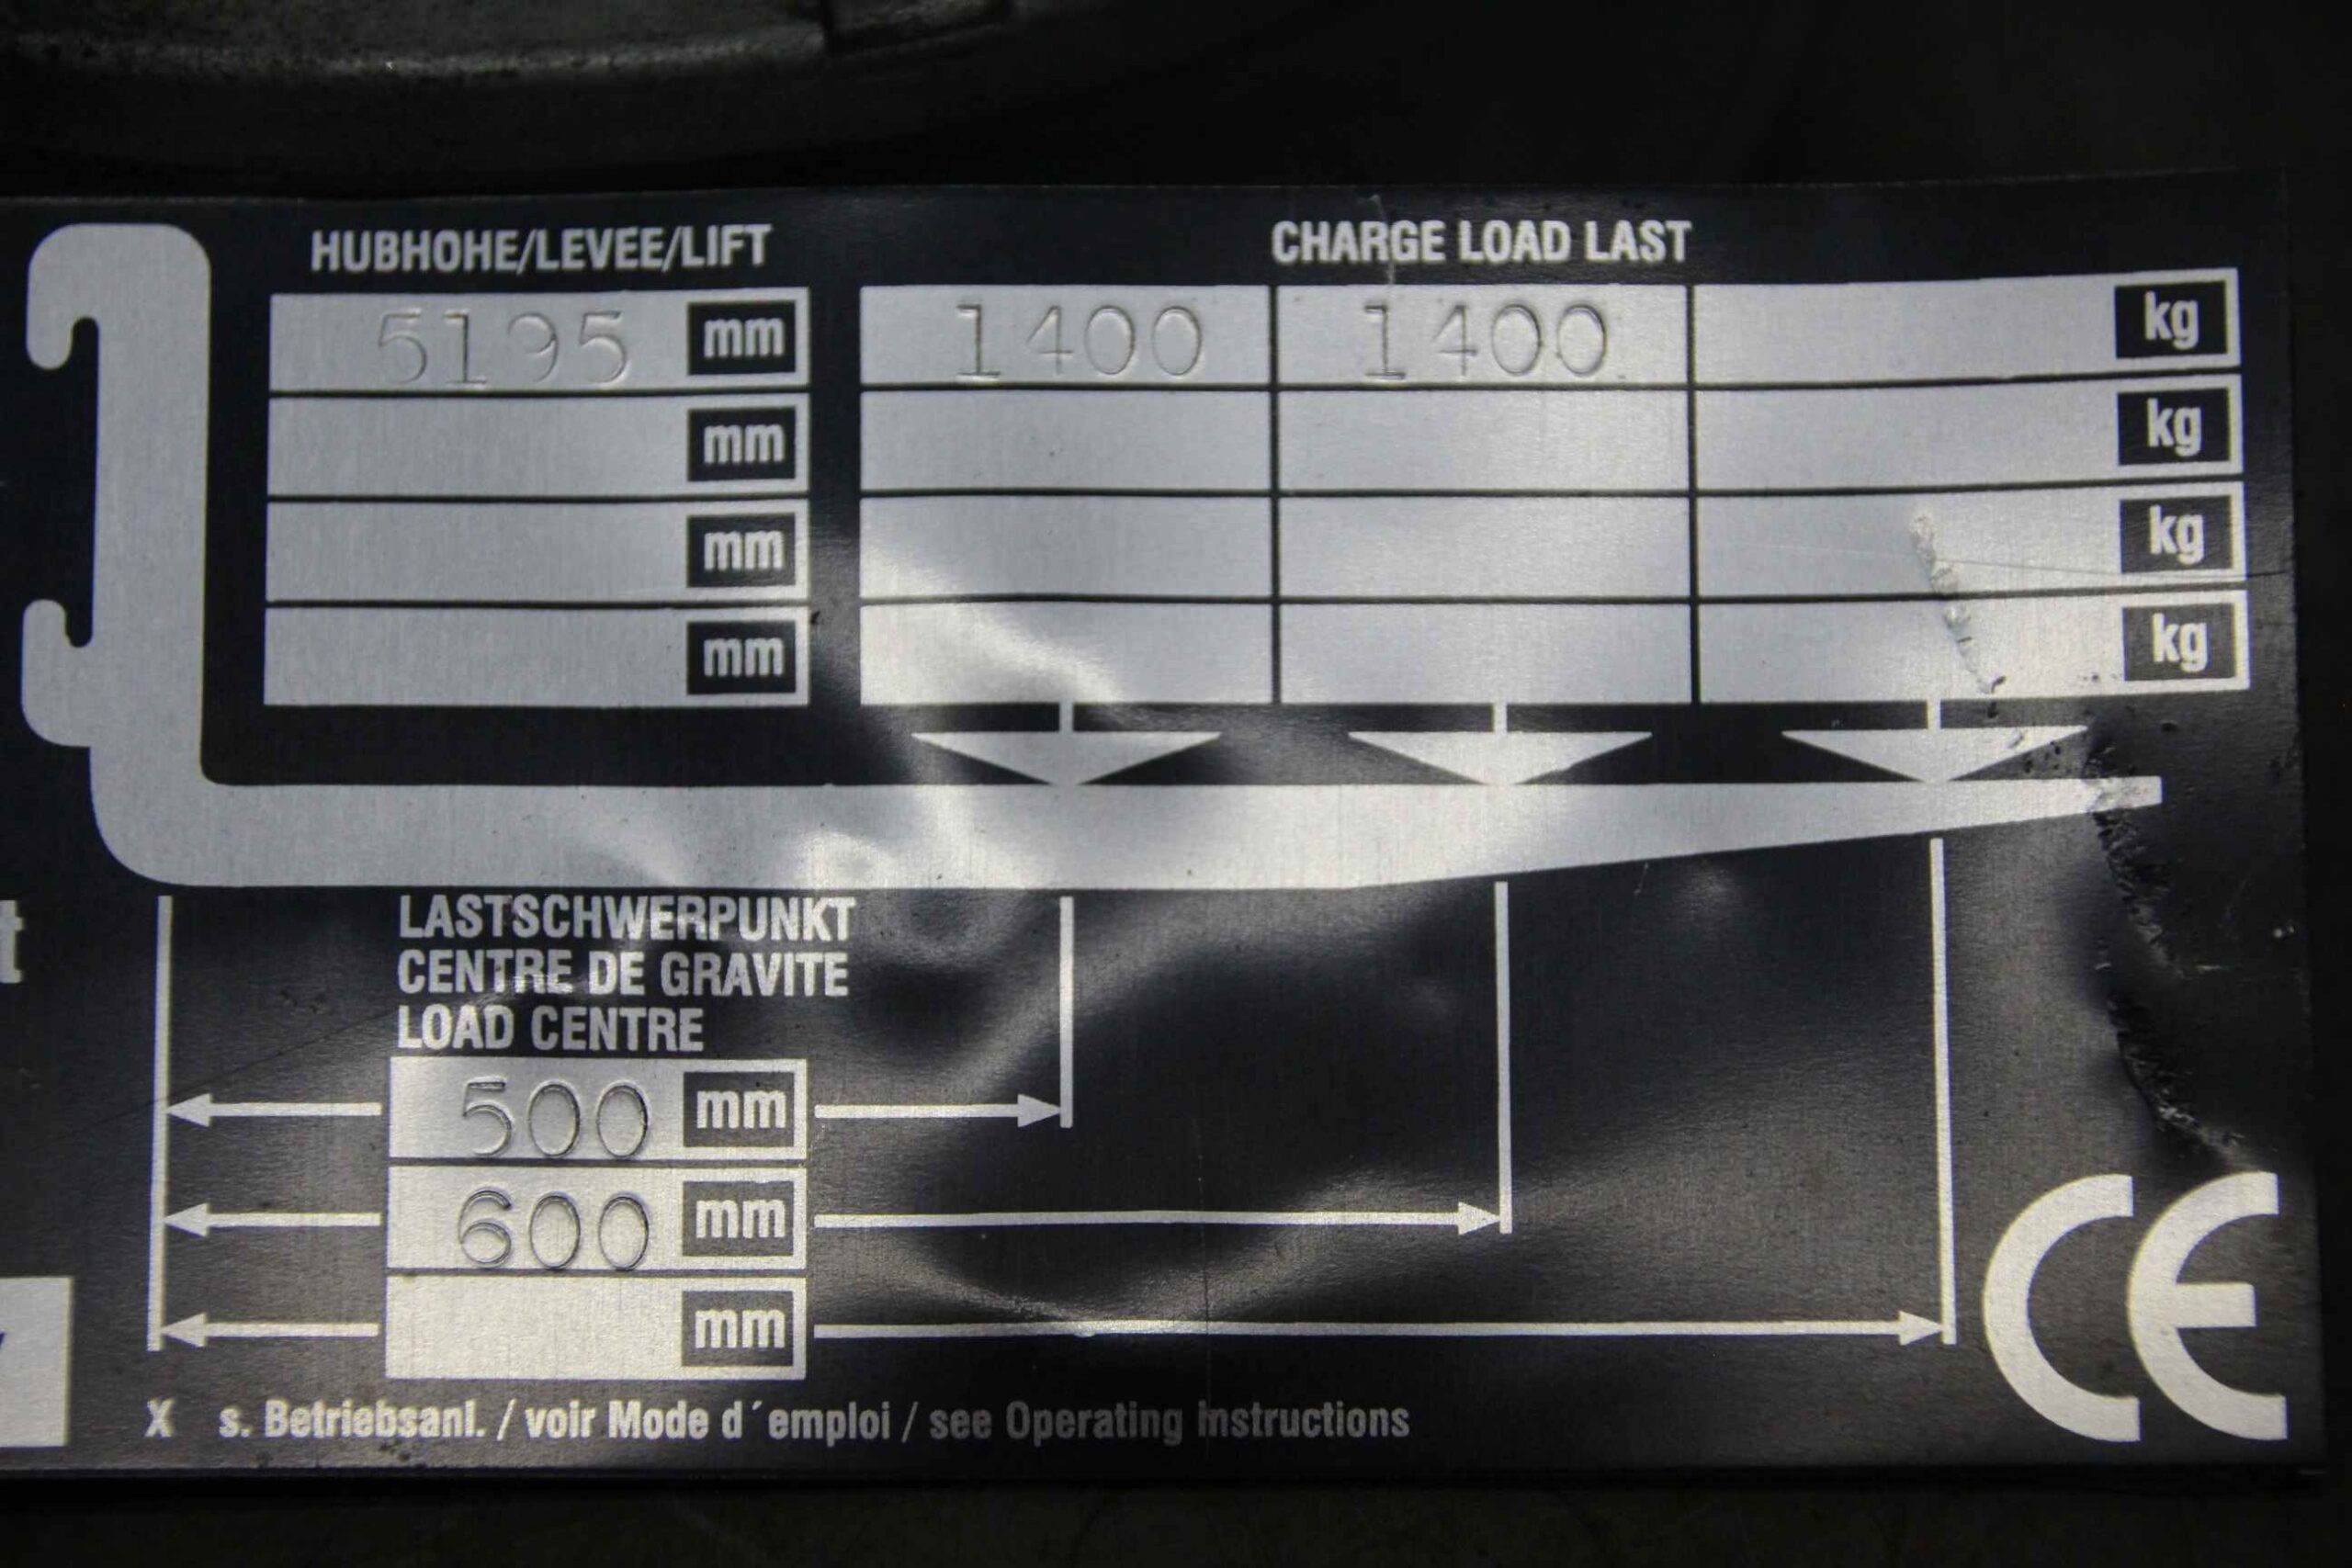 HUBHOHE/LEVEE/LIFT CHARGE LOAD LAST
5195 mm 1400 1400 kg
mm kg
mm kg
mm kg
LASTSCHWERPUNKT
CENTRE DE GRAVITE
LOAD CENTRE
500 mm
600 mm
mm
CE
X s. Betriebsanl. / voir Mode d´emploi / see Operating Instructions